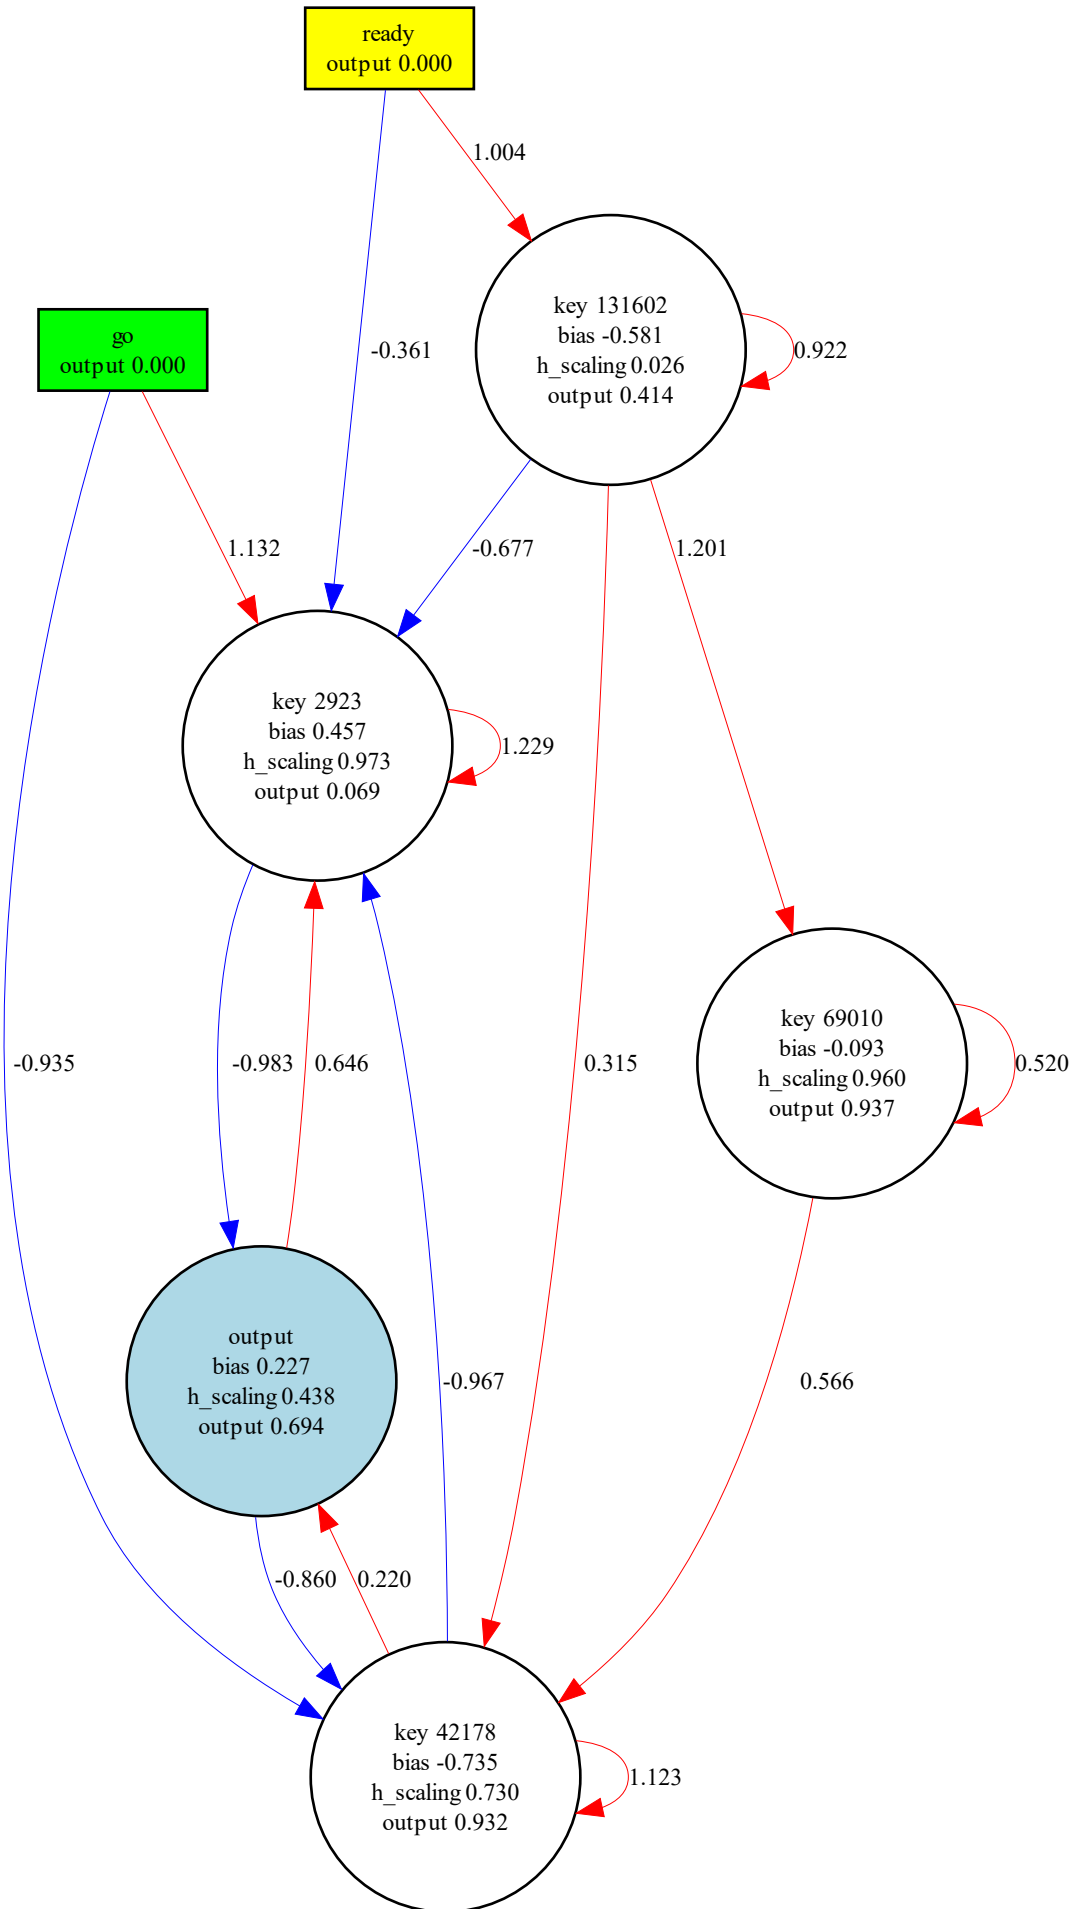 ready
output 0.000
1.004
key 131602
bias -0.581
h_scaling 0.026
output 0.414
0.922
-0.361
go
output 0.000
1.132
-0.677
1.201
key 2923
bias 0.457
h_scaling 0.973
output 0.069
1.229
-0.935
-0.983
0.646
0.315
key 69010
bias -0.093
h_scaling 0.960
output 0.937
0.520
output
bias 0.227
h_scaling 0.438
output 0.694
-0.967
0.566
-0.860
0.220
key 42178
bias -0.735
h_scaling 0.730
output 0.932
1.123